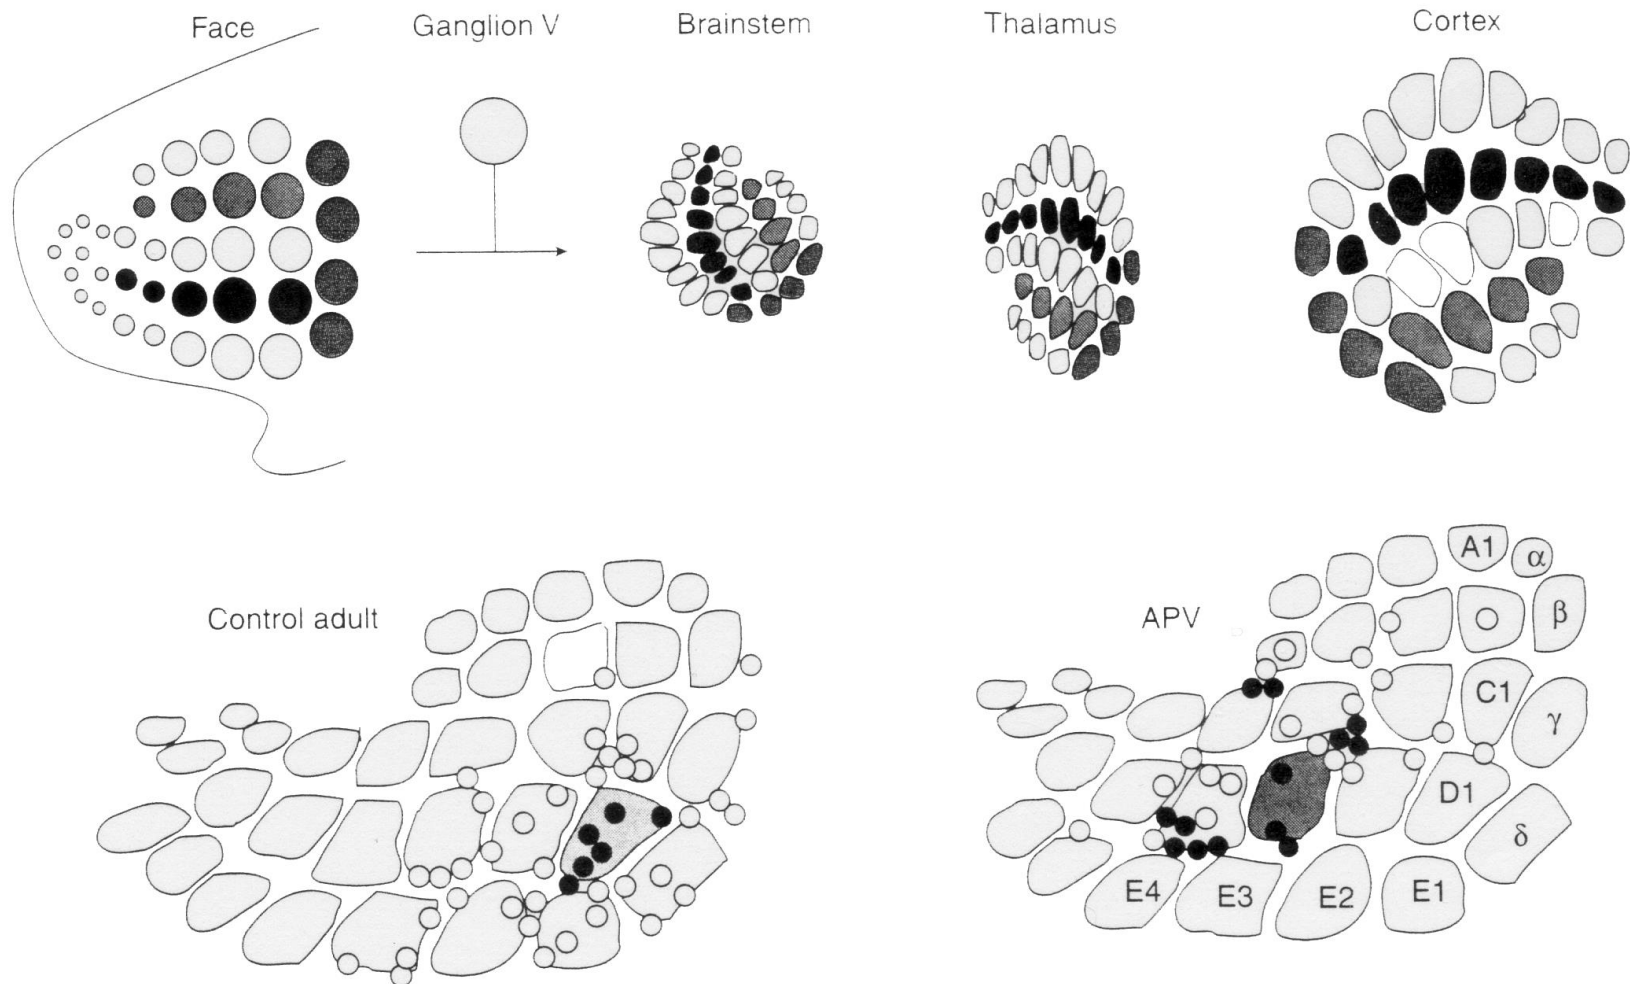 Face
Ganglion V
Brainstem
Thalamus
Cortex
Control adult
APV
A1
α
β
C1
γ
D1
δ
E4
E3
E2
E1